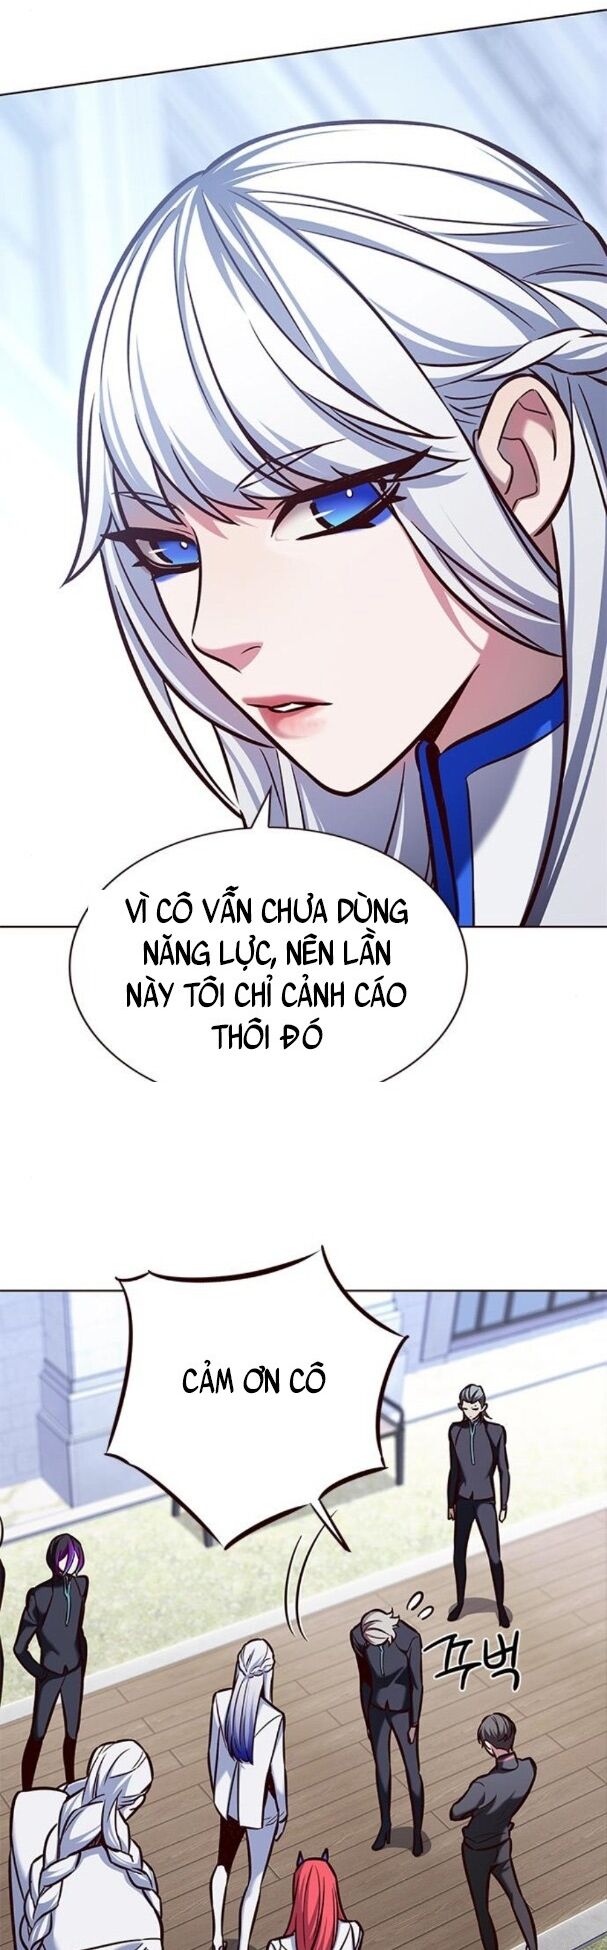 VÌ CÔ VẪN CHƯA DÙNG
NĂNG LỰC, NÊN LẦN
NÀY TÔI CHỈ CẢNH CÁO
THÔI ĐÓ
CẢM ƠN CÔ
꾸벅